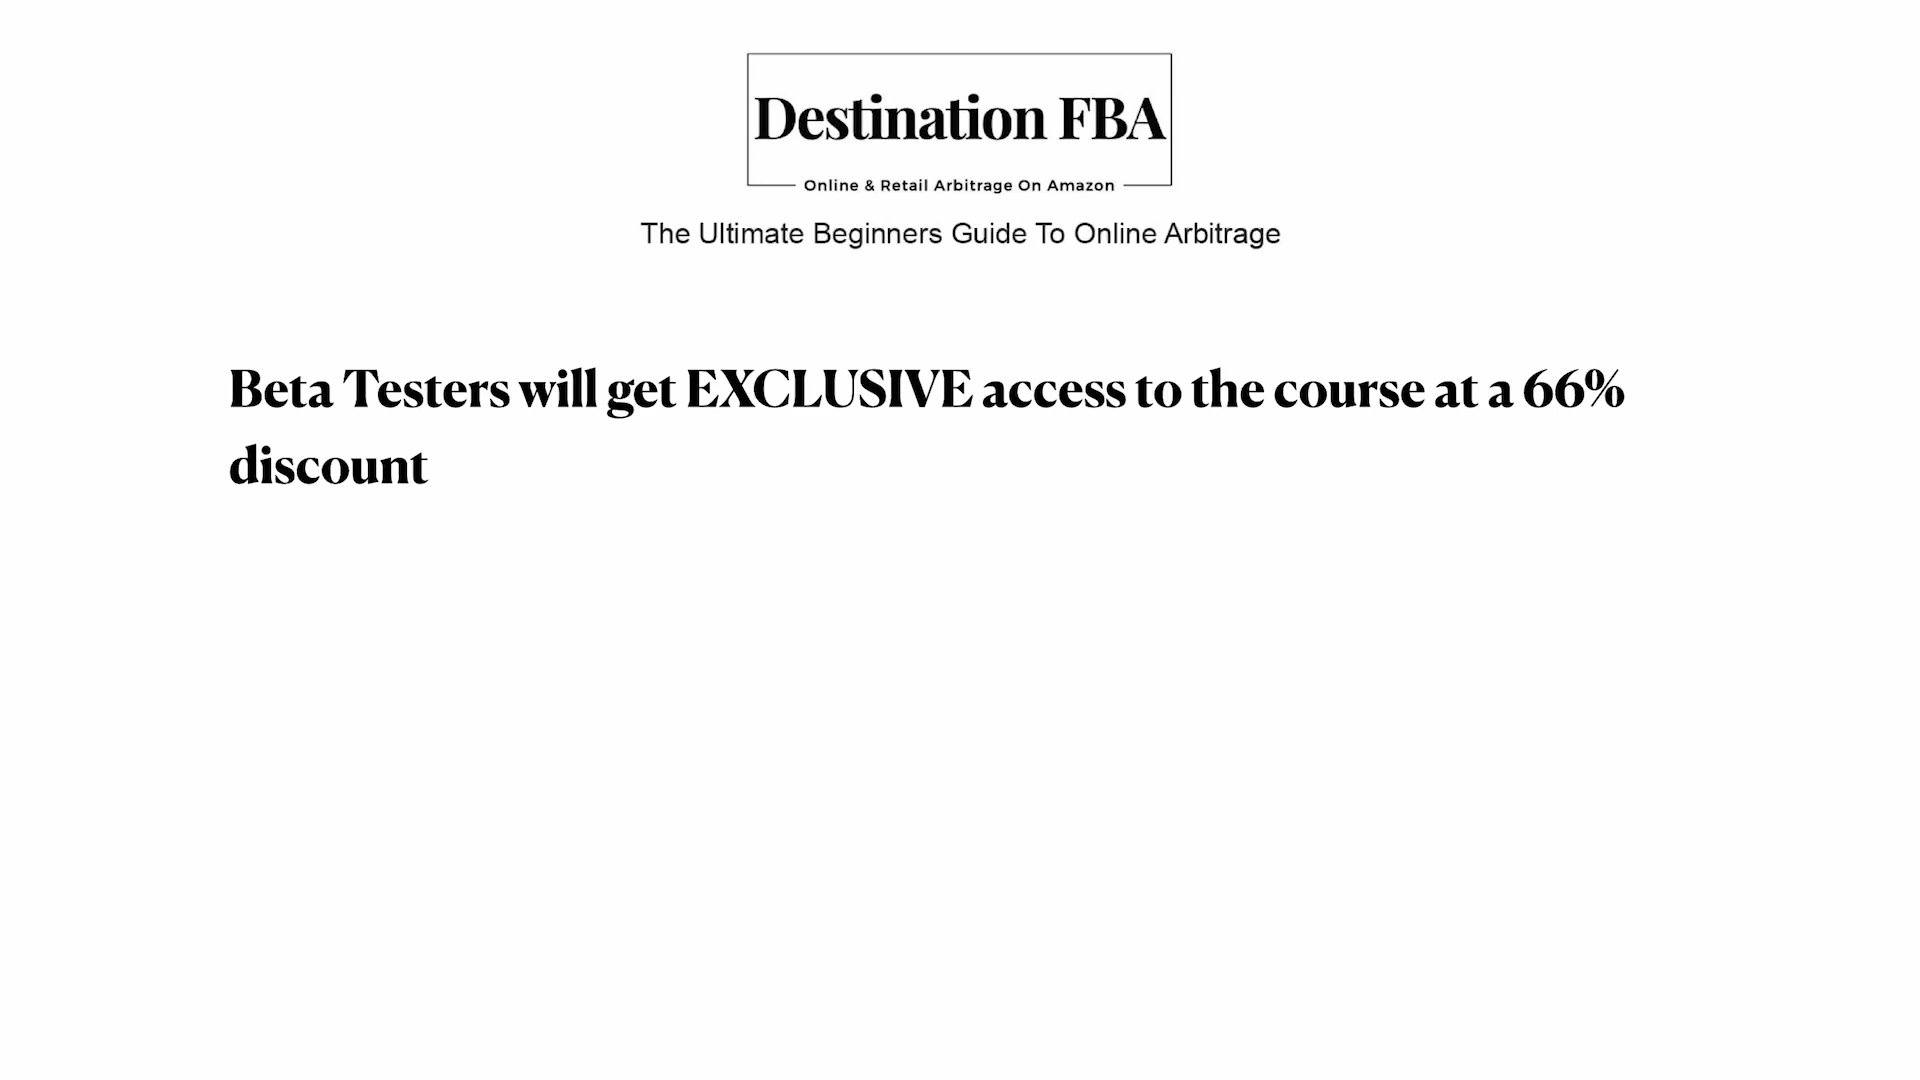 Destination FBA
Online & Retail Arbitrage On Amazon
The Ultimate Beginners Guide To Online Arbitrage
Beta Testers will get EXCLUSIVE access to the course at a 66%
discount